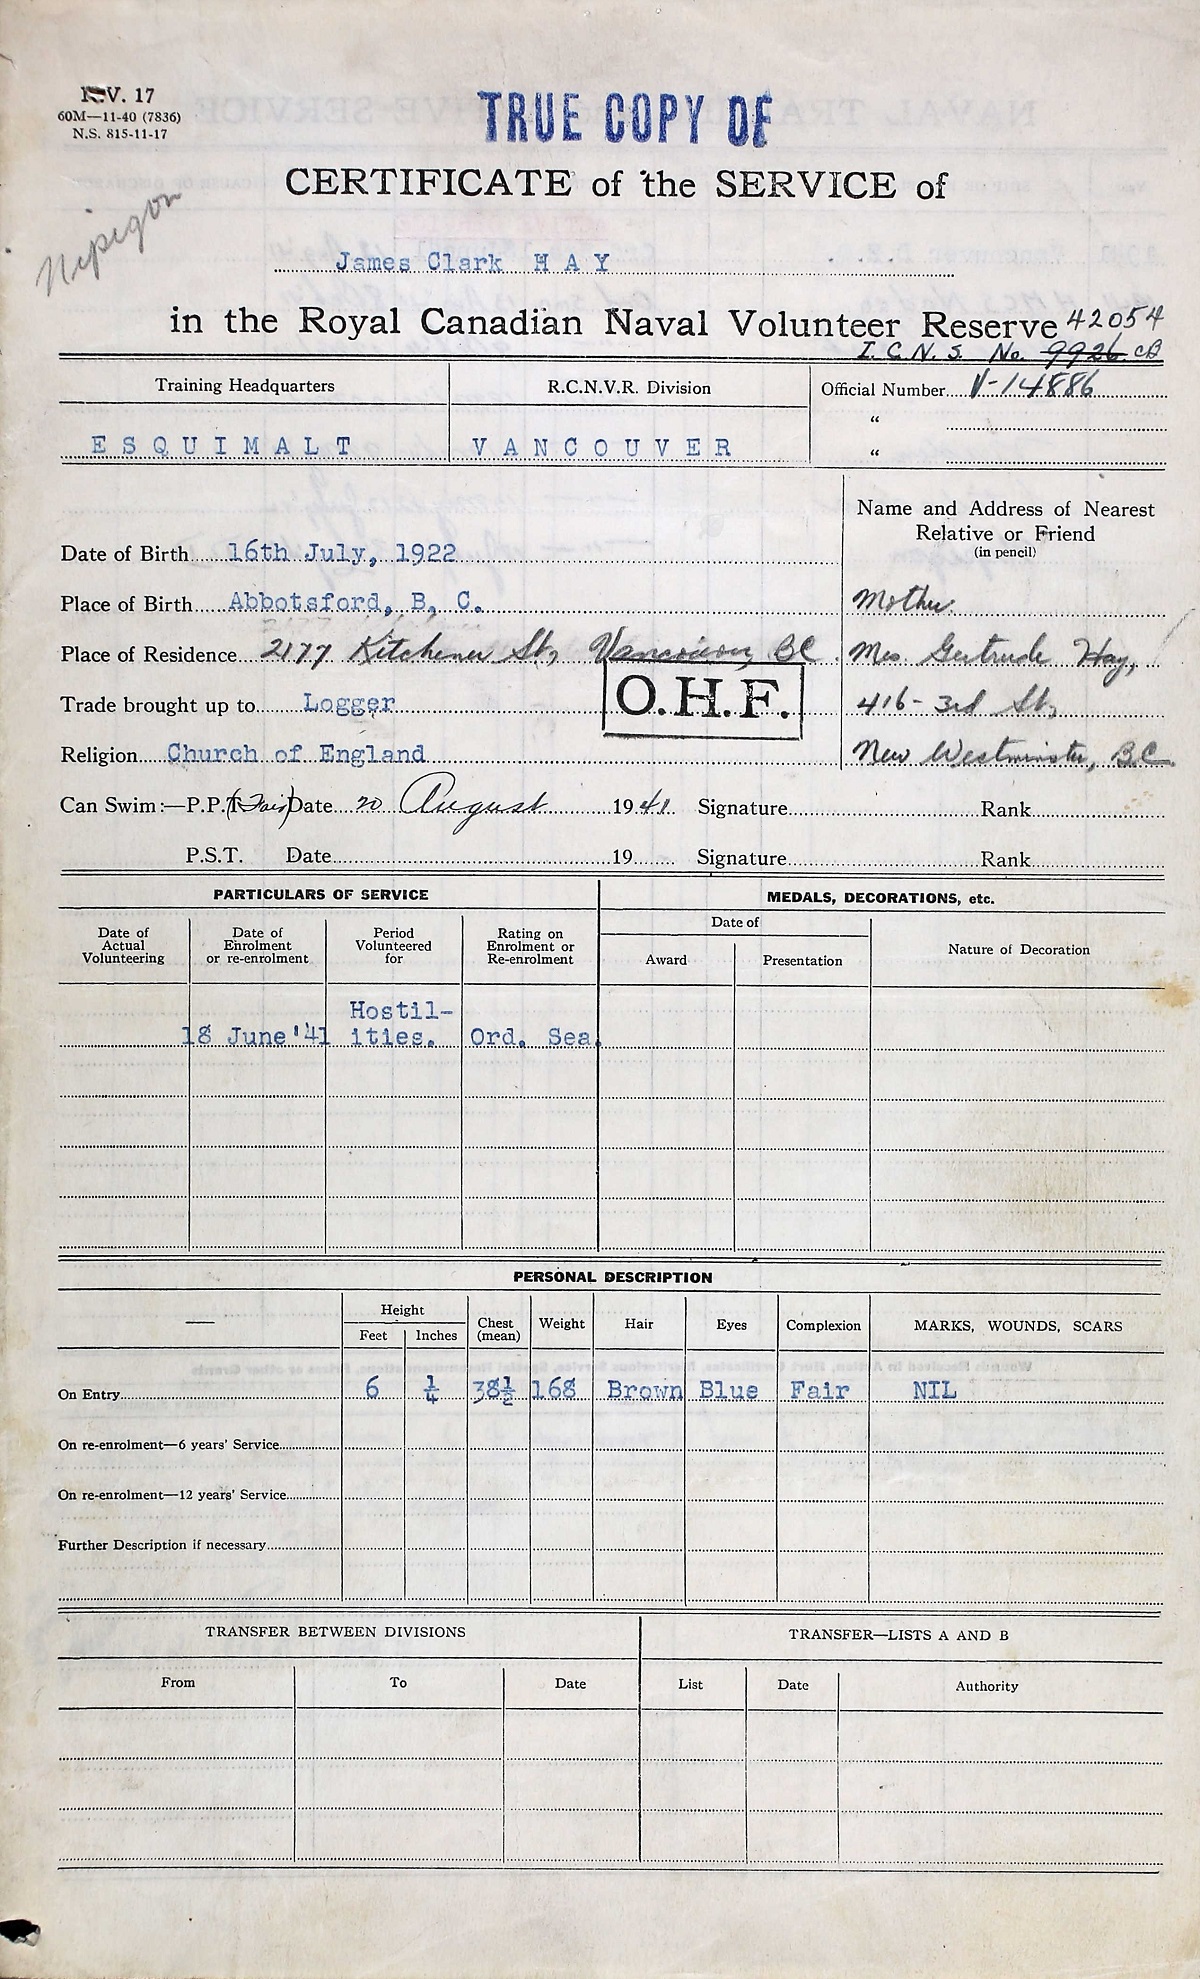 N.V. 17
60M—11-40 (7836)
N.S. 815-11-17
Nipigon
TRUE COPY OF
CERTIFICATE of the SERVICE of
James Clark H A Y
in the Royal Canadian Naval Volunteer Reserve 42054
I.C.N.S. No. 9926 CB
Training Headquarters
R.C.N.V.R. Division
Official Number V-14886
"
E S Q U I M A L T
V A N C O U V E R
"
Name and Address of Nearest
Relative or Friend
(in pencil)
Date of Birth 16th July, 1922
Place of Birth Abbotsford, B, C. Mother
Place of Residence 2177 Kitchener St, Vancouver, BC Mrs. Gertrude Hay,
Trade brought up to Logger O.H.F. 416-3rd St,
Religion Church of England New Westminster, B.C.
Can Swim:—P.P.T. (Fair) Date 20 August 1941 Signature Rank
P.S.T. Date 19 Signature Rank
PARTICULARS OF SERVICE
MEDALS, DECORATIONS, etc.
Date of
Actual
Volunteering
Date of
Enrolment
or re-enrolment
Period
Volunteered
for
Rating on
Enrolment or
Re-enrolment
Date of
Award
Presentation
Nature of Decoration
18 June '41
Hostil-
ities.
Ord. Sea.
PERSONAL DESCRIPTION
—
Height
Feet Inches
Chest
(mean)
Weight
Hair
Eyes
Complexion
MARKS, WOUNDS, SCARS
On Entry 6 ¼ 38½ 168 Brown Blue Fair NIL
On re-enrolment—6 years' Service
On re-enrolment—12 years' Service
Further Description if necessary
TRANSFER BETWEEN DIVISIONS
TRANSFER—LISTS A AND B
From To Date List Date Authority